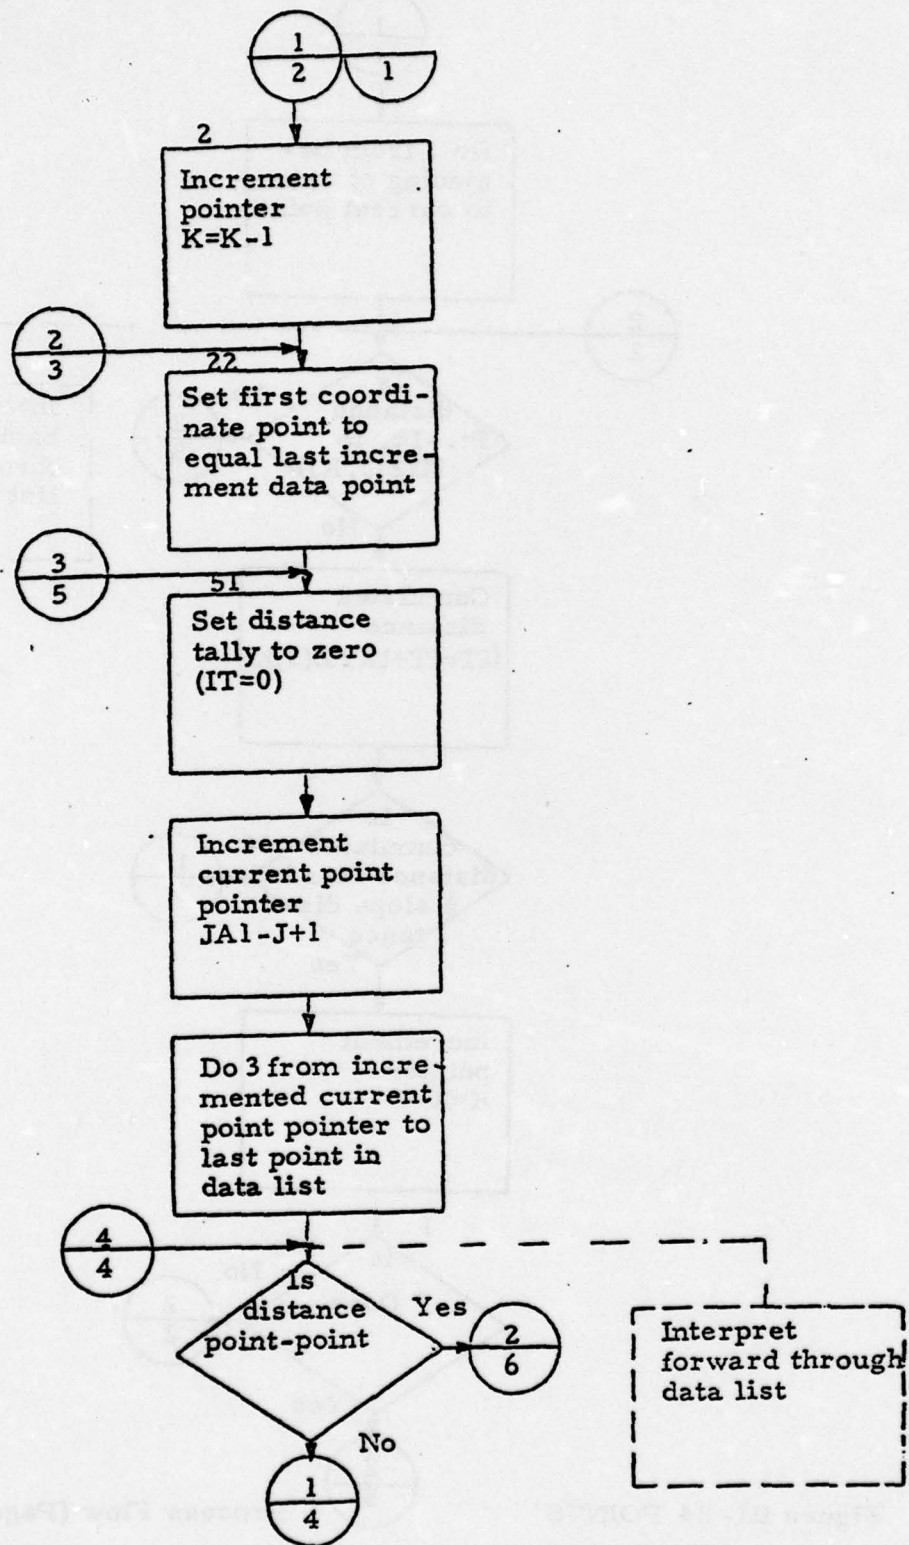 1
2
1
2
Increment
pointer
K=K-1
2
3
22
Set first coordi-
nate point to
equal last incre-
ment data point
3
5
51
Set distance
tally to zero
(IT=0)
Increment
current point
pointer
JA1-J+1
Do 3 from incre-
mented current
point pointer to
last point in
data list
4
4
Is
distance
point-point
Yes
2
6
Interpret
forward through
data list
No
1
4